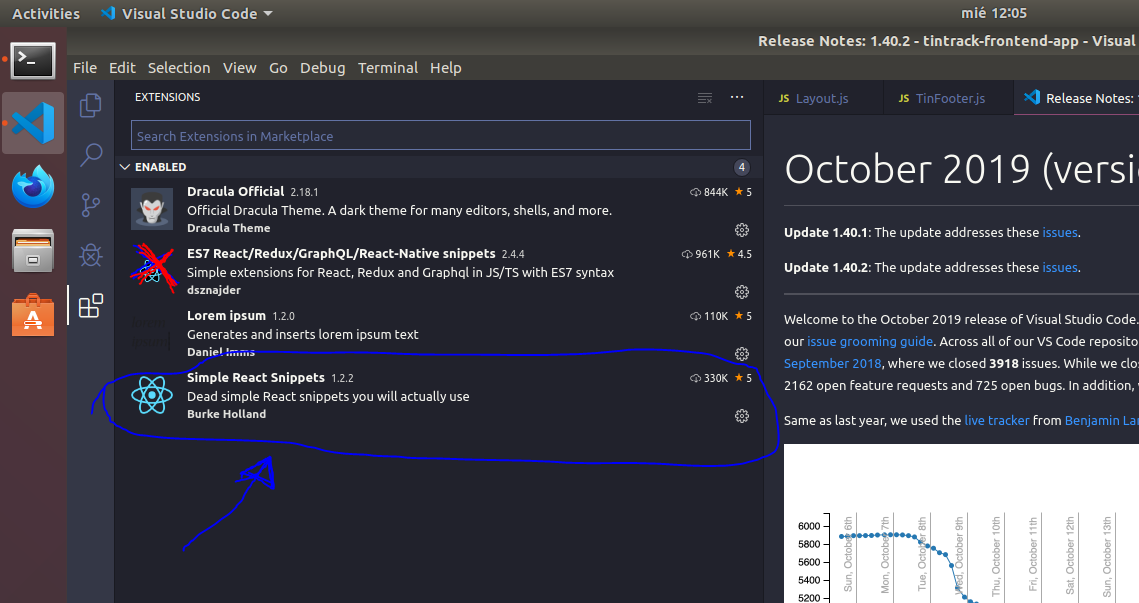 Activities Visual Studio Code mié 12:05
Release Notes: 1.40.2 - tintrack-frontend-app - Visual
File Edit Selection View Go Debug Terminal Help
EXTENSIONS
Search Extensions in Marketplace
ENABLED 4
Dracula Official 2.18.1 844K 5
Official Dracula Theme. A dark theme for many editors, shells, and more.
Dracula Theme
ES7 React/Redux/GraphQL/React-Native snippets 2.4.4 961K 4.5
Simple extensions for React, Redux and Graphql in JS/TS with ES7 syntax
dsznajder
Lorem ipsum 1.2.0 110K 5
Generates and inserts lorem ipsum text
Daniel Imms
Simple React Snippets 1.2.2 330K 5
Dead simple React snippets you will actually use
Burke Holland
JS Layout.js JS TinFooter.js Release Notes:
October 2019 (versi
Update 1.40.1: The update addresses these issues.
Update 1.40.2: The update addresses these issues.
Welcome to the October 2019 release of Visual Studio Code.
our issue grooming guide. Across all of our VS Code reposito
September 2018, where we closed 3918 issues. While we clo
2162 open feature requests and 725 open bugs. In addition,
Same as last year, we used the live tracker from Benjamin La
6000
5800
5600
5400
5200
Sun, October 6th
Mon, October 7th
Tue, October 8th
Wed, October 9th
Thu, October 10th
Fri, October 11th
Sat, October 12th
Sun, October 13th